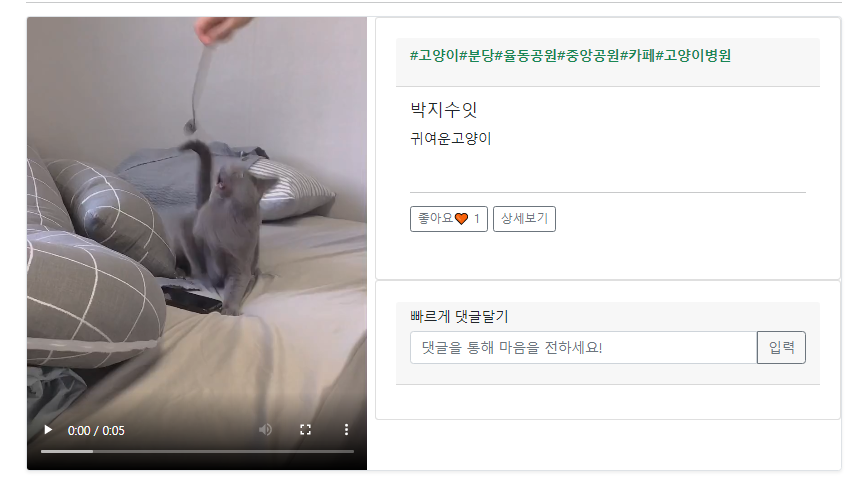 #고양이#분당#율동공원#중앙공원#카페#고양이병원
박지수잇
귀여운고양이
좋아요🧡 1 상세보기
빠르게 댓글달기
댓글을 통해 마음을 전하세요! 입력
0:00 / 0:05